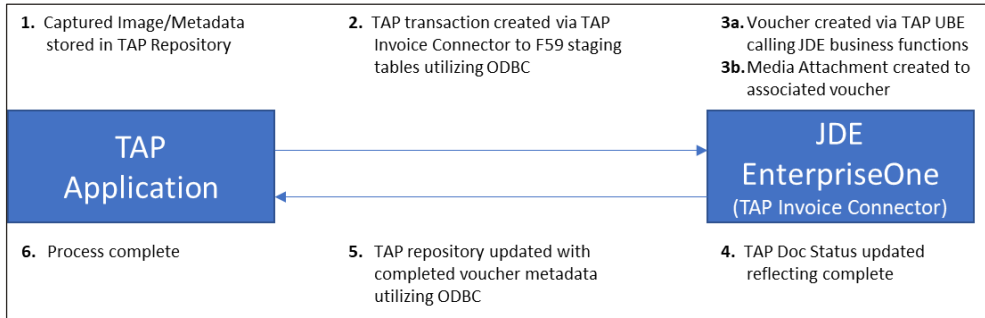 1. Captured Image/Metadata
stored in TAP Repository
2. TAP transaction created via TAP
Invoice Connector to F59 staging
tables utilizing ODBC
3a. Voucher created via TAP UBE
calling JDE business functions
3b. Media Attachment created to
associated voucher
TAP
Application
JDE
EnterpriseOne
(TAP Invoice Connector)
6. Process complete
5. TAP repository updated with
completed voucher metadata
utilizing ODBC
4. TAP Doc Status updated
reflecting complete